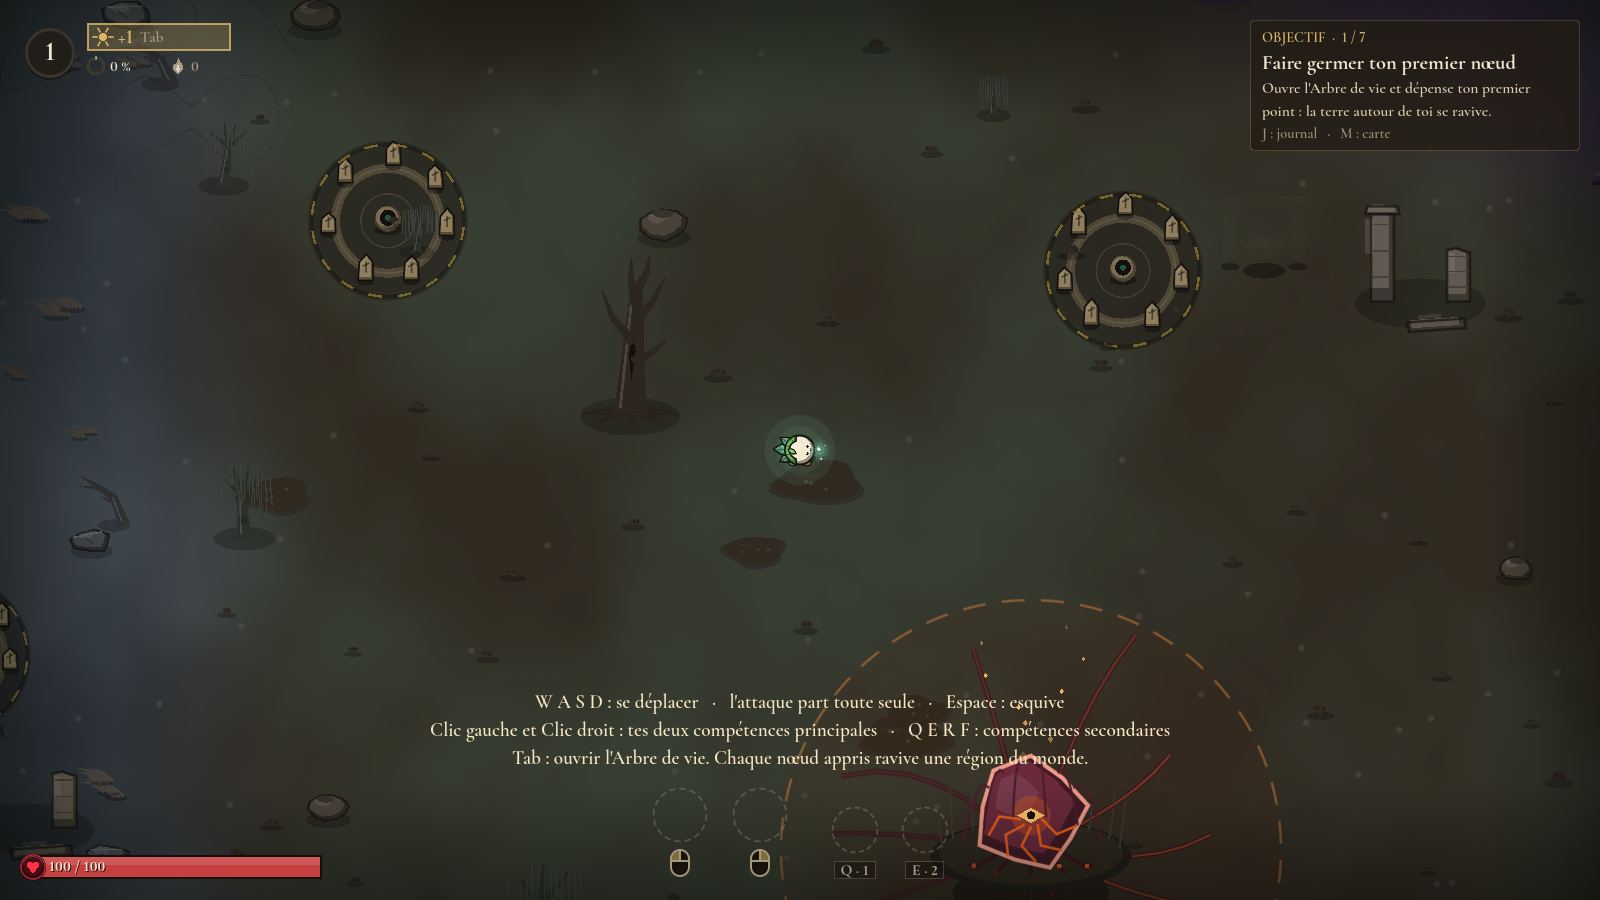 1
+1 Tab
0 %
0
OBJECTIF · 1 / 7
Faire germer ton premier nœud
Ouvre l'Arbre de vie et dépense ton premier
point : la terre autour de toi se ravive.
J : journal · M : carte
W A S D : se déplacer · l'attaque part toute seule · Espace : esquive
Clic gauche et Clic droit : tes deux compétences principales · Q E R F : compétences secondaires
Tab : ouvrir l'Arbre de vie. Chaque nœud appris ravive une région du monde.
Q · 1
E · 2
100 / 100